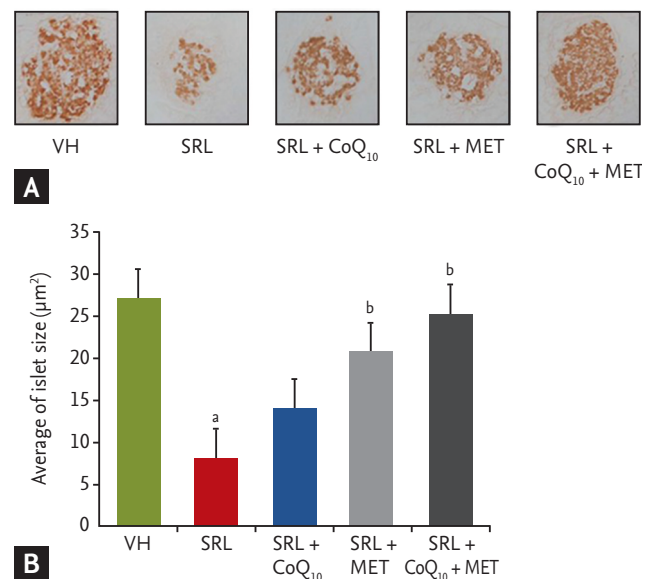 VH SRL SRL + CoQ₁₀ SRL + MET SRL +
CoQ₁₀ + MET
A
35
30
25
20
15
10
5
0
Average of islet size (μm²)
a
b
b
VH SRL SRL + SRL + SRL +
CoQ₁₀ MET CoQ₁₀ + MET
B